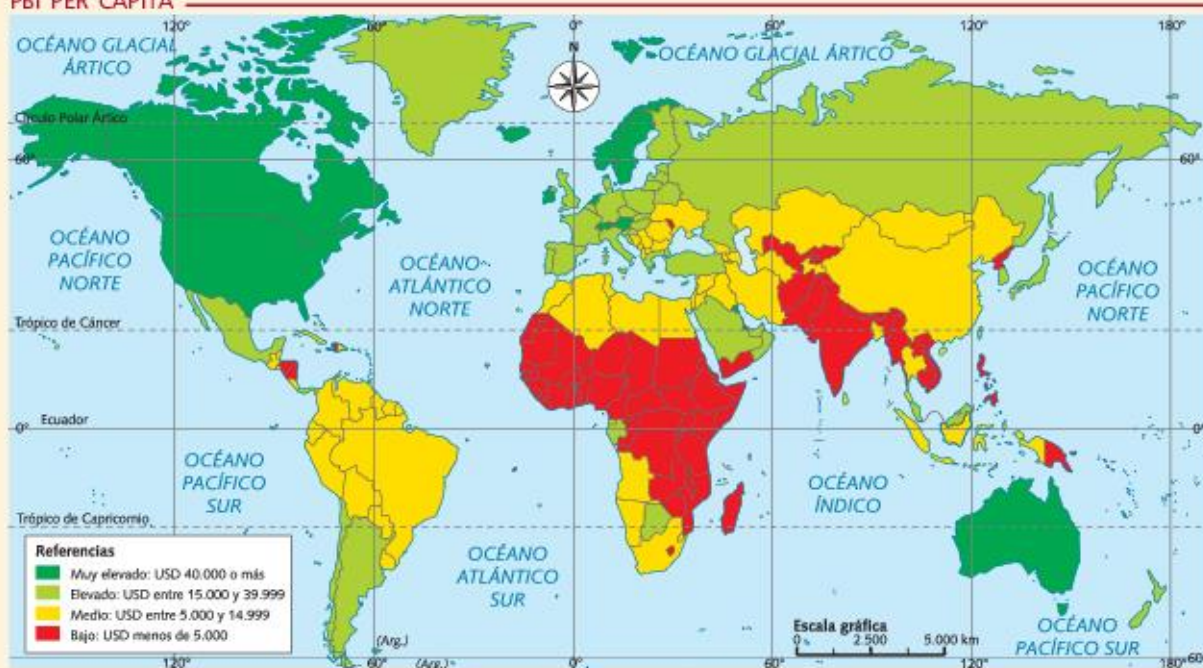 PBI PER CÁPITA
120°
60°
0°
60°
120°
180°
OCÉANO GLACIAL
ÁRTICO
N
OCÉANO GLACIAL ÁRTICO
Círculo Polar Ártico
60°
60°
OCÉANO
PACÍFICO
NORTE
OCÉANO
ATLÁNTICO
NORTE
OCÉANO
PACÍFICO
NORTE
Trópico de Cáncer
Ecuador
0°
0°
OCÉANO
PACÍFICO
SUR
OCÉANO
ÍNDICO
Trópico de Capricornio
OCÉANO
ATLÁNTICO
SUR
Referencias
Muy elevado: USD 40.000 o más
Elevado: USD entre 15.000 y 39.999
Medio: USD entre 5.000 y 14.999
Bajo: USD menos de 5.000
(Arg.)
(Arg.)
Escala gráfica
0 2.500 5.000 km
OCÉANO
PACÍFICO SUR
120°
60°
0°
60°
120°
180°
60°